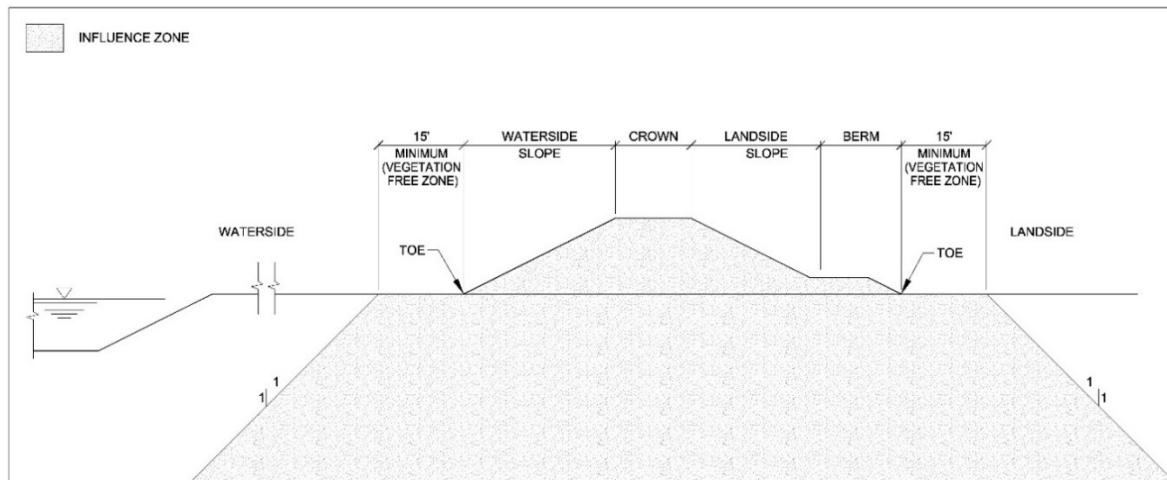 INFLUENCE ZONE
15'
MINIMUM
(VEGETATION
FREE ZONE)
WATERSIDE
SLOPE
CROWN
LANDSIDE
SLOPE
BERM
15'
MINIMUM
(VEGETATION
FREE ZONE)
WATERSIDE
TOE
TOE
LANDSIDE
1
1
1
1